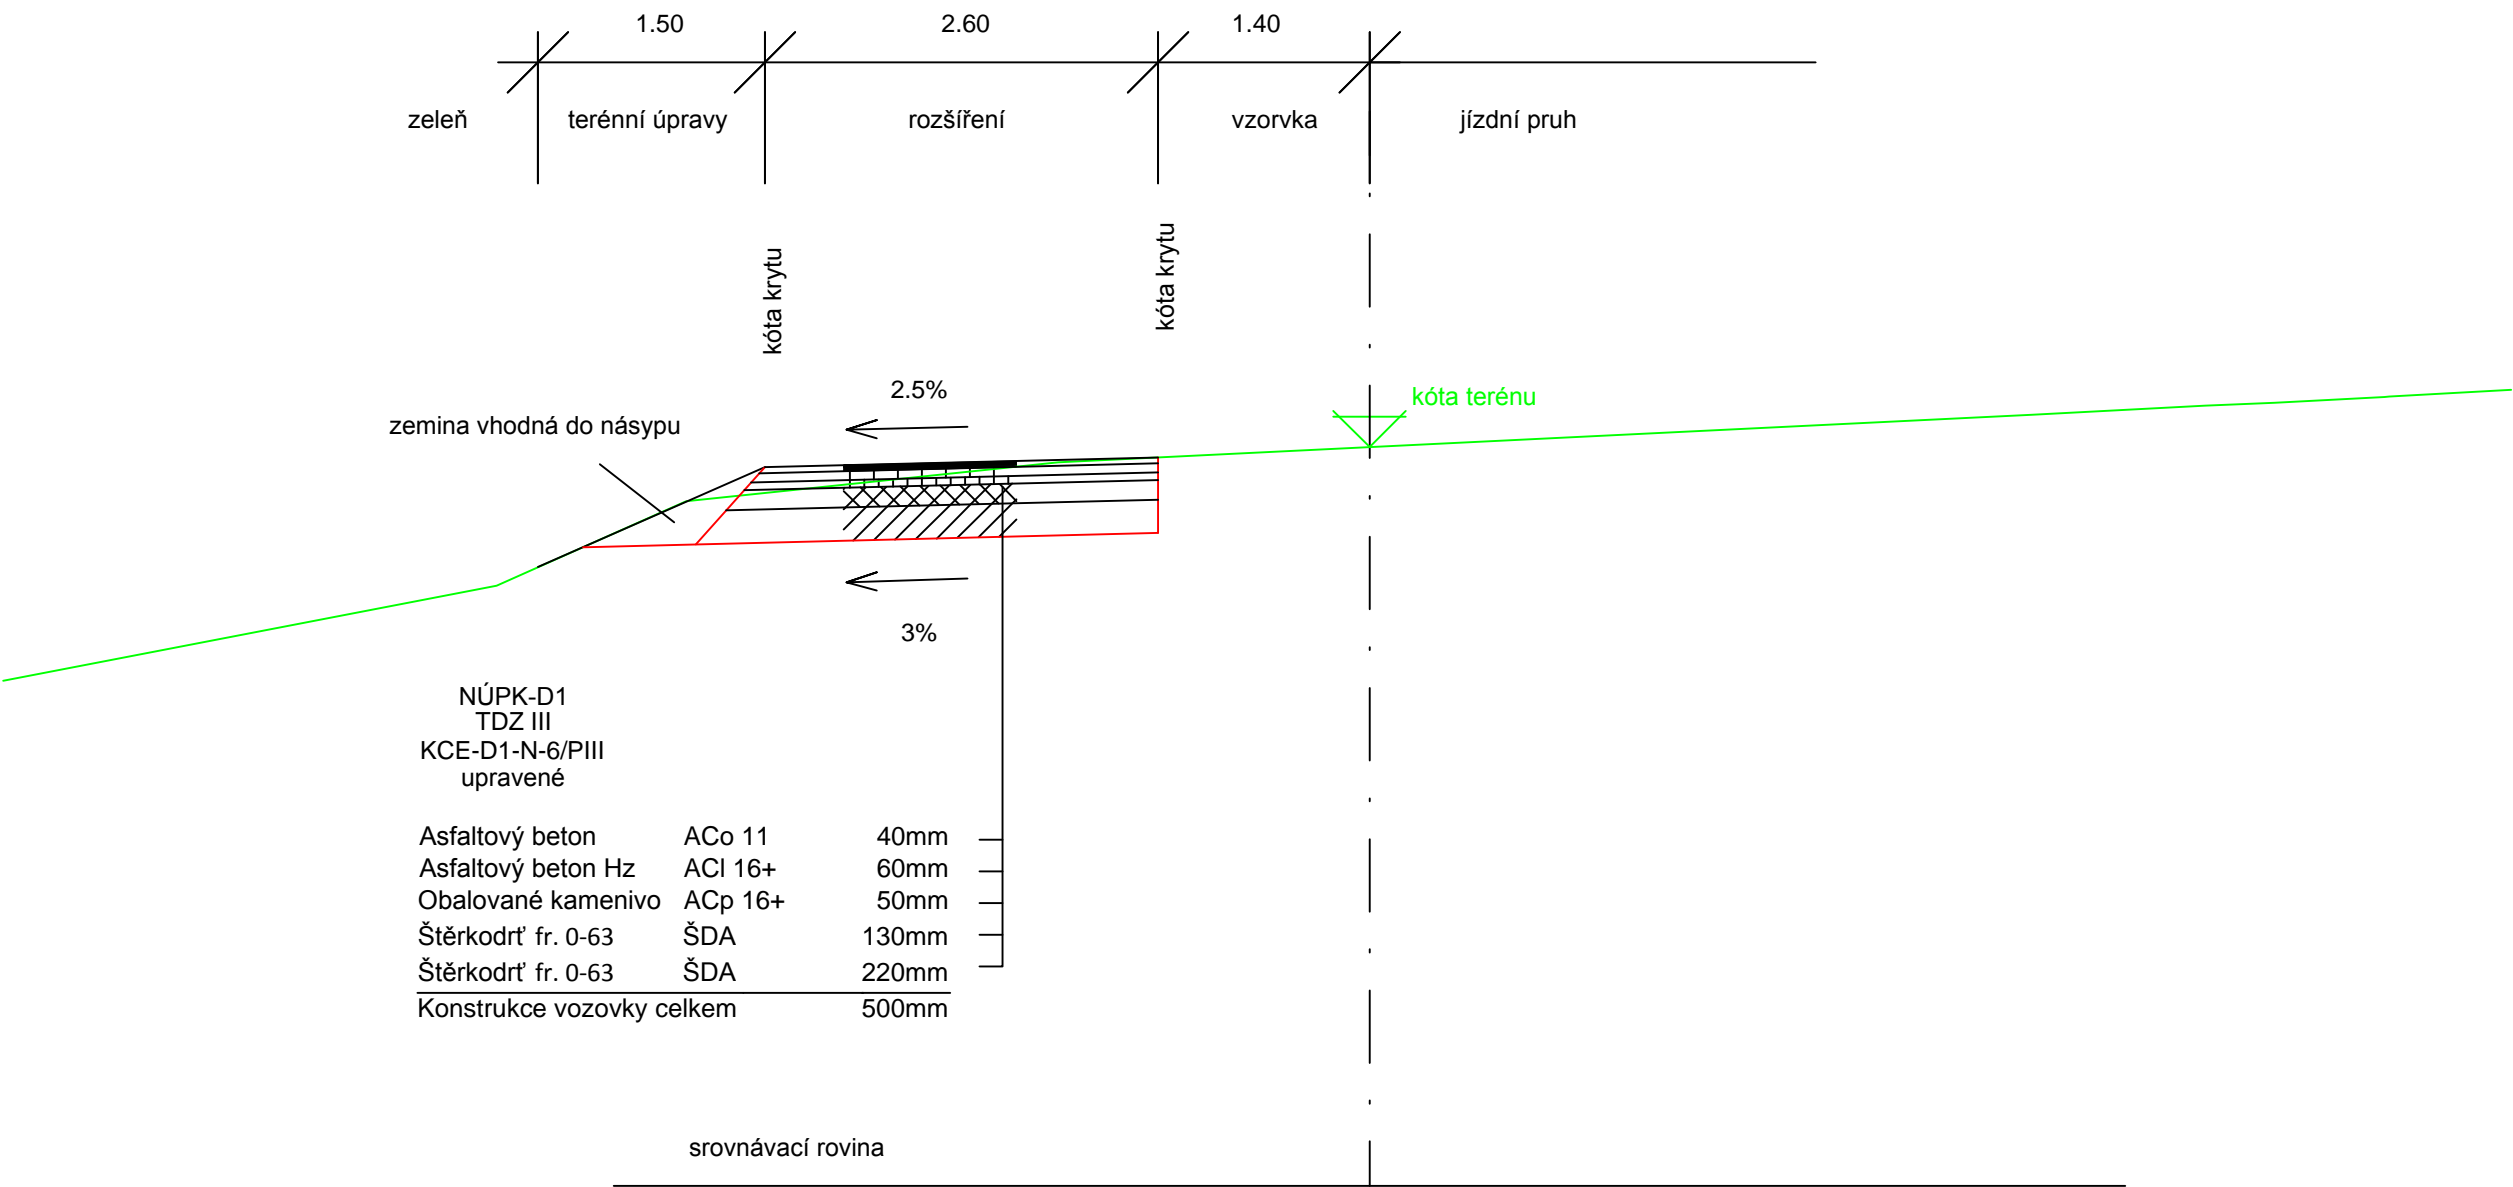 1.50 2.60 1.40
zeleň terénní úpravy rozšíření vzorvka jízdní pruh
kóta krytu
kóta krytu
2.5%
kóta terénu
zemina vhodná do násypu
3%
NÚPK-D1
TDZ III
KCE-D1-N-6/PIII
upravené
Asfaltový beton ACo 11 40mm
Asfaltový beton Hz ACl 16+ 60mm
Obalované kamenivo ACp 16+ 50mm
Štěrkodrť fr. 0-63 ŠDA 130mm
Štěrkodrť fr. 0-63 ŠDA 220mm
Konstrukce vozovky celkem 500mm
srovnávací rovina